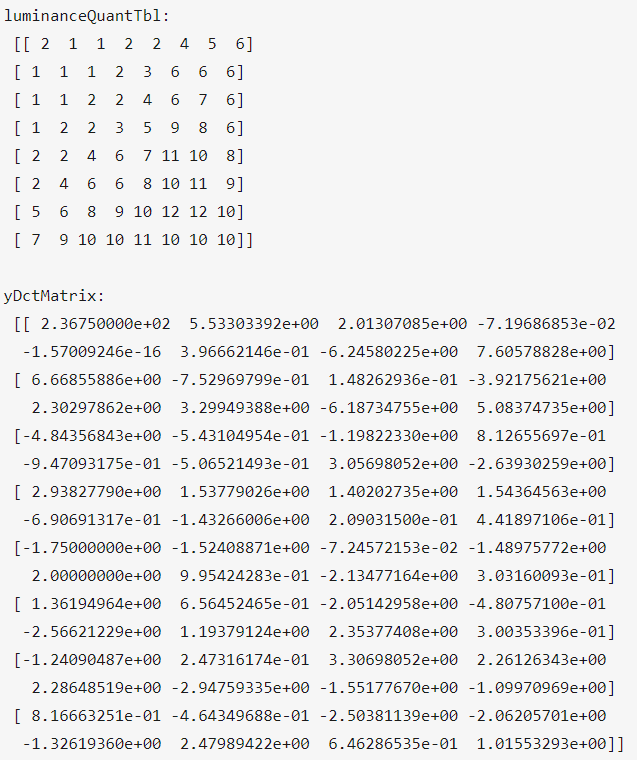 luminanceQuantTbl:
[[ 2 1 1 2 2 4 5 6]
[ 1 1 1 2 3 6 6 6]
[ 1 1 2 2 4 6 7 6]
[ 1 2 2 3 5 9 8 6]
[ 2 2 4 6 7 11 10 8]
[ 2 4 6 6 8 10 11 9]
[ 5 6 8 9 10 12 12 10]
[ 7 9 10 10 11 10 10 10]]
yDctMatrix:
[[ 2.36750000e+02 5.53303392e+00 2.01307085e+00 -7.19686853e-02
-1.57009246e-16 3.96662146e-01 -6.24580225e+00 7.60578828e+00]
[ 6.66855886e+00 -7.52969799e-01 1.48262936e-01 -3.92175621e+00
2.30297862e+00 3.29949388e+00 -6.18734755e+00 5.08374735e+00]
[-4.84356843e+00 -5.43104954e-01 -1.19822330e+00 8.12655697e-01
-9.47093175e-01 -5.06521493e-01 3.05698052e+00 -2.63930259e+00]
[ 2.93827790e+00 1.53779026e+00 1.40202735e+00 1.54364563e+00
-6.90691317e-01 -1.43266006e+00 2.09031500e-01 4.41897106e-01]
[-1.75000000e+00 -1.52408871e+00 -7.24572153e-02 -1.48975772e+00
2.00000000e+00 9.95424283e-01 -2.13477164e+00 3.03160093e-01]
[ 1.36194964e+00 6.56452465e-01 -2.05142958e+00 -4.80757100e-01
-2.56621229e+00 1.19379124e+00 2.35377408e+00 3.00353396e-01]
[-1.24090487e+00 2.47316174e-01 3.30698052e+00 2.26126343e+00
2.28648519e+00 -2.94759335e+00 -1.55177670e+00 -1.09970969e+00]
[ 8.16663251e-01 -4.64349688e-01 -2.50381139e+00 -2.06205701e+00
-1.32619360e+00 2.47989422e+00 6.46286535e-01 1.01553293e+00]]